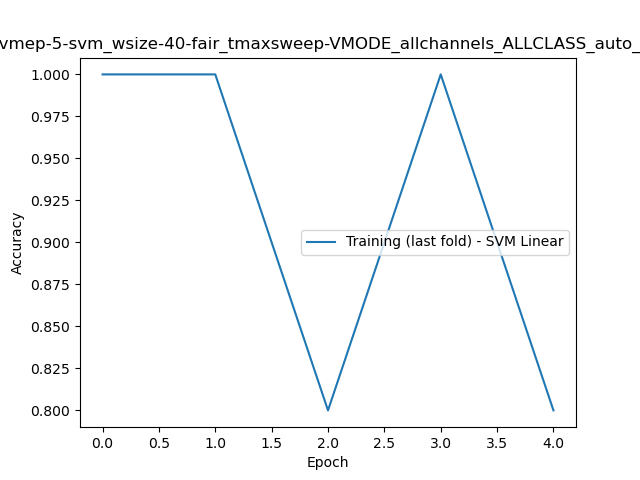 vmep-5-svm_wsize-40-fair_tmaxsweep-VMODE_allchannels_ALLCLASS_auto_
1.000
0.975
0.950
0.925
0.900
0.875
0.850
0.825
0.800
Accuracy
Training (last fold) - SVM Linear
0.0 0.5 1.0 1.5 2.0 2.5 3.0 3.5 4.0
Epoch